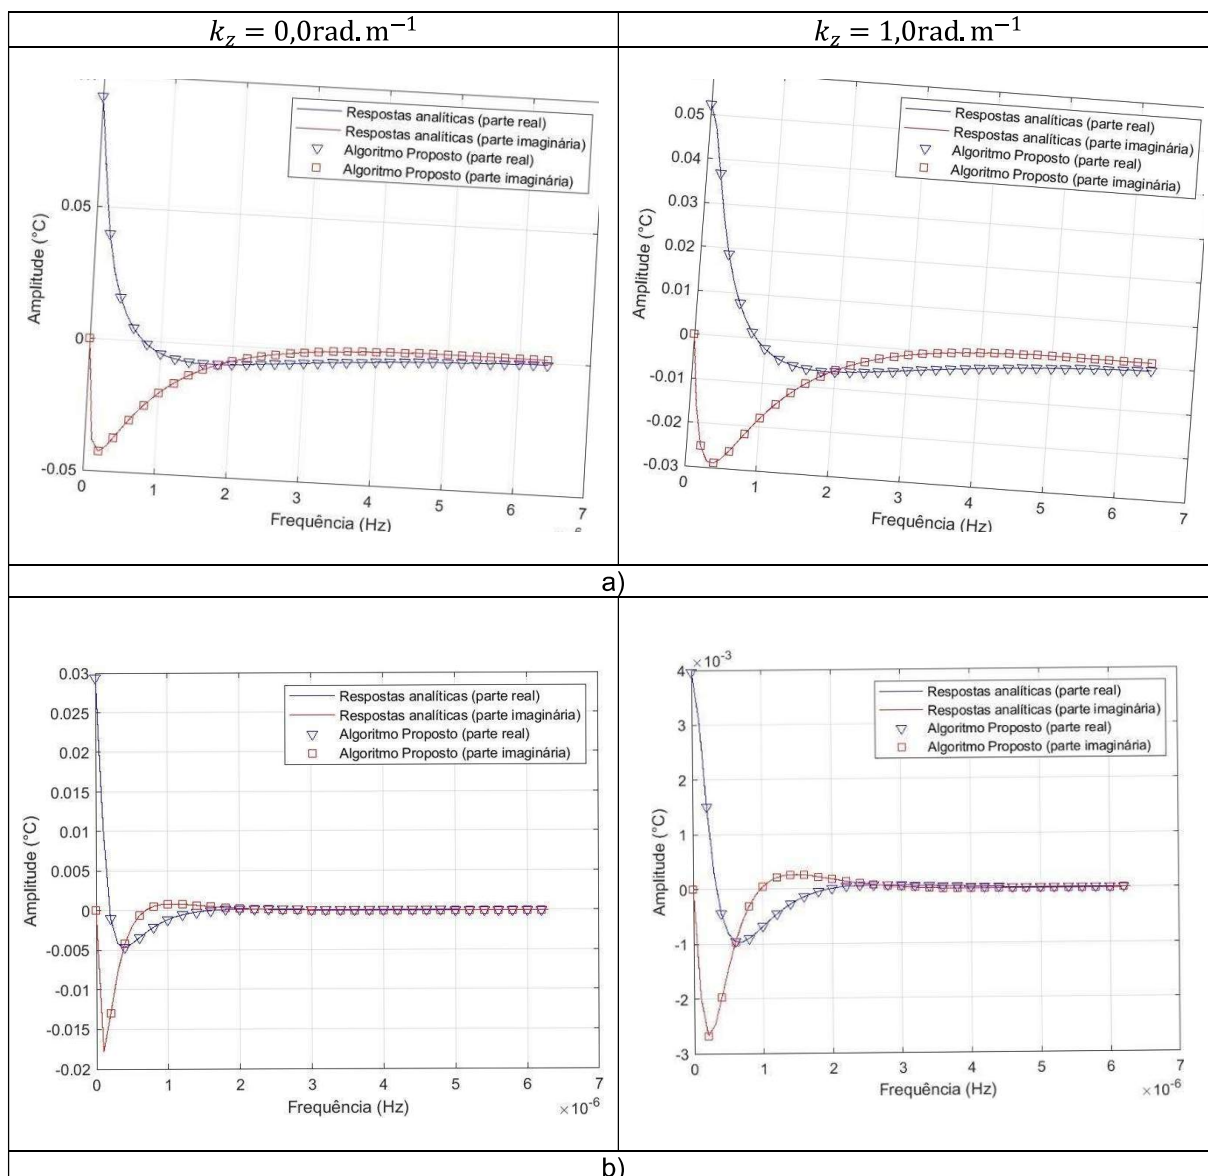 k_z = 0,0rad.m⁻¹
k_z = 1,0rad.m⁻¹
Respostas analíticas (parte real)
Respostas analíticas (parte imaginária)
Algoritmo Proposto (parte real)
Algoritmo Proposto (parte imaginária)
0.05
0
-0.05
Amplitude (°C)
0 1 2 3 4 5 6 7
Frequência (Hz)
Respostas analíticas (parte real)
Respostas analíticas (parte imaginária)
Algoritmo Proposto (parte real)
Algoritmo Proposto (parte imaginária)
0.05
0.04
0.03
0.02
0.01
0
-0.01
-0.02
-0.03
Amplitude (°C)
0 1 2 3 4 5 6 7
Frequência (Hz)
a)
Respostas analíticas (parte real)
Respostas analíticas (parte imaginária)
Algoritmo Proposto (parte real)
Algoritmo Proposto (parte imaginária)
0.03
0.025
0.02
0.015
0.01
0.005
0
-0.005
-0.01
-0.015
-0.02
Amplitude (°C)
0 1 2 3 4 5 6 7
Frequência (Hz)
×10⁻⁶
×10⁻³
Respostas analíticas (parte real)
Respostas analíticas (parte imaginária)
Algoritmo Proposto (parte real)
Algoritmo Proposto (parte imaginária)
4
3
2
1
0
-1
-2
-3
Amplitude (°C)
0 1 2 3 4 5 6 7
Frequência (Hz)
×10⁻⁶
b)